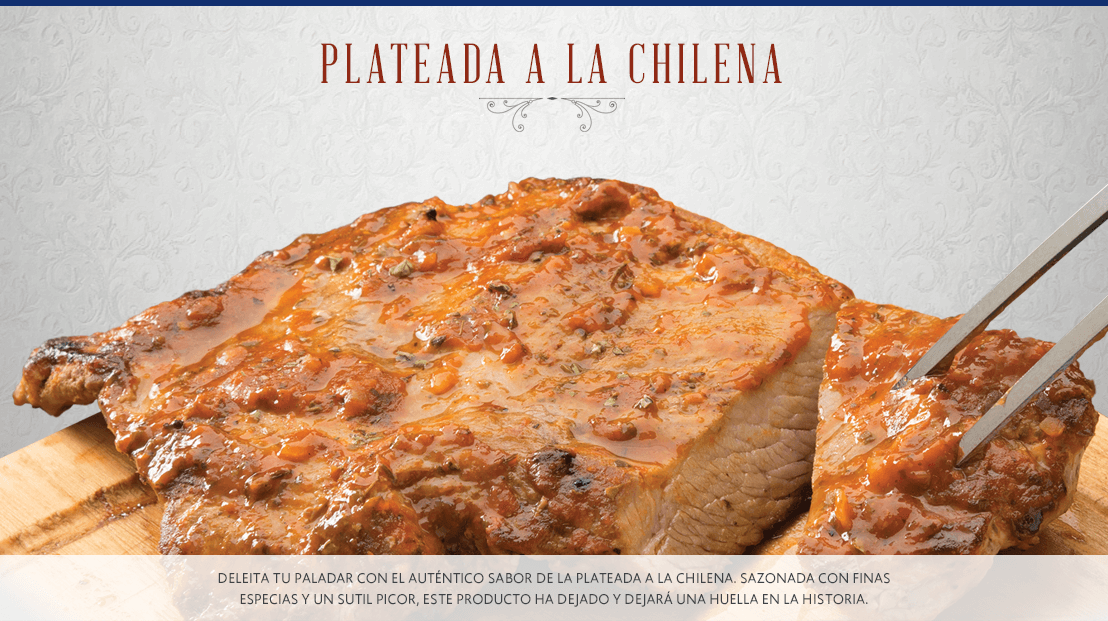 PLATEADA A LA CHILENA
DELEITA TU PALADAR CON EL AUTÉNTICO SABOR DE LA PLATEADA A LA CHILENA. SAZONADA CON FINAS
ESPECIAS Y UN SUTIL PICOR, ESTE PRODUCTO HA DEJADO Y DEJARÁ UNA HUELLA EN LA HISTORIA.